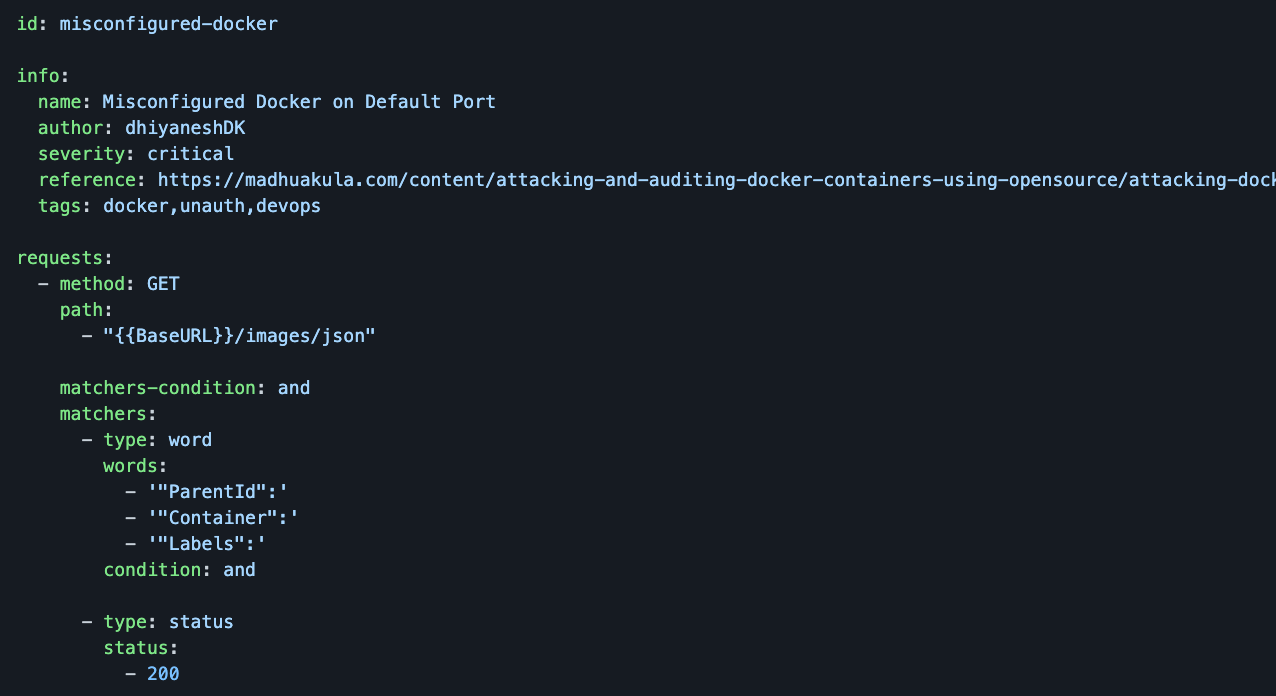 id: misconfigured-docker
info:
name: Misconfigured Docker on Default Port
author: dhiyaneshDK
severity: critical
reference: https://madhuakula.com/content/attacking-and-auditing-docker-containers-using-opensource/attacking-dock
tags: docker,unauth,devops
requests:
- method: GET
path:
- "{{BaseURL}}/images/json"
matchers-condition: and
matchers:
- type: word
words:
- '"ParentId":'
- '"Container":'
- '"Labels":'
condition: and
- type: status
status:
- 200